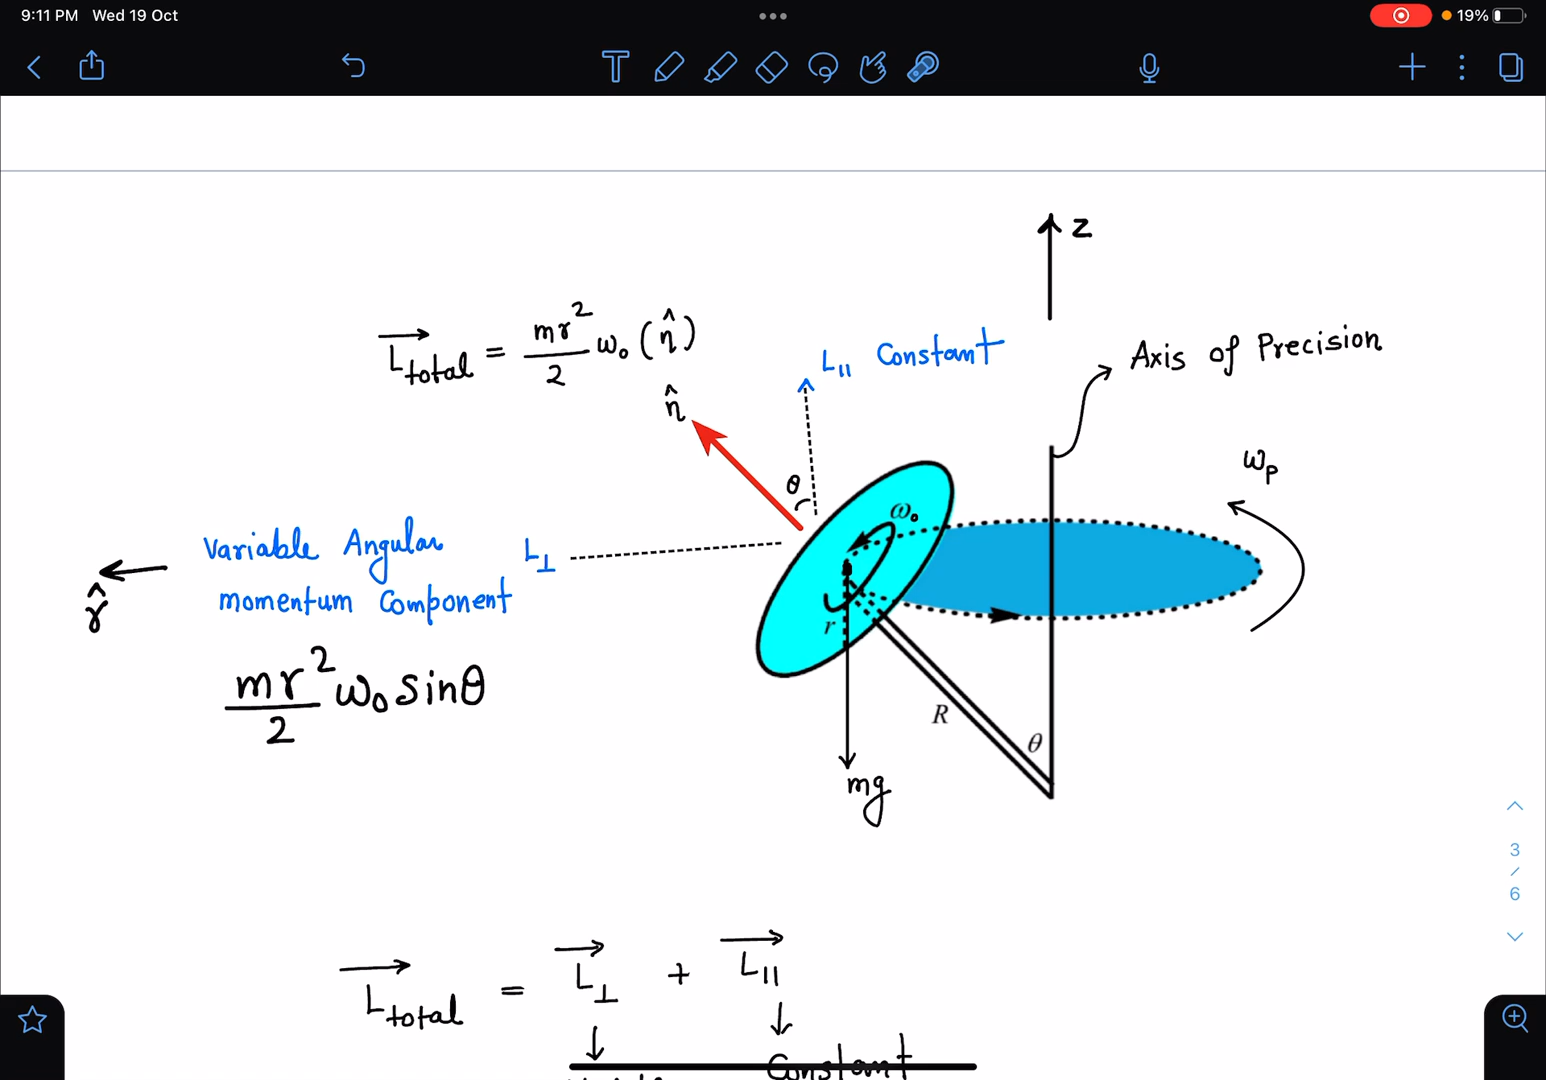 9:11 PM Wed 19 Oct
19%
z
L⃗total = mr²/2 ω₀ (n̂)
L∥ Constant
Axis of Precision
n̂
θ
ωp
ω₀
Variable Angular
momentum Component
L⊥
r̂
r
mr²/2 ω₀ sinθ
R
θ
mg
3
/
6
L⃗total = L⃗⊥ + L⃗∥
Constant